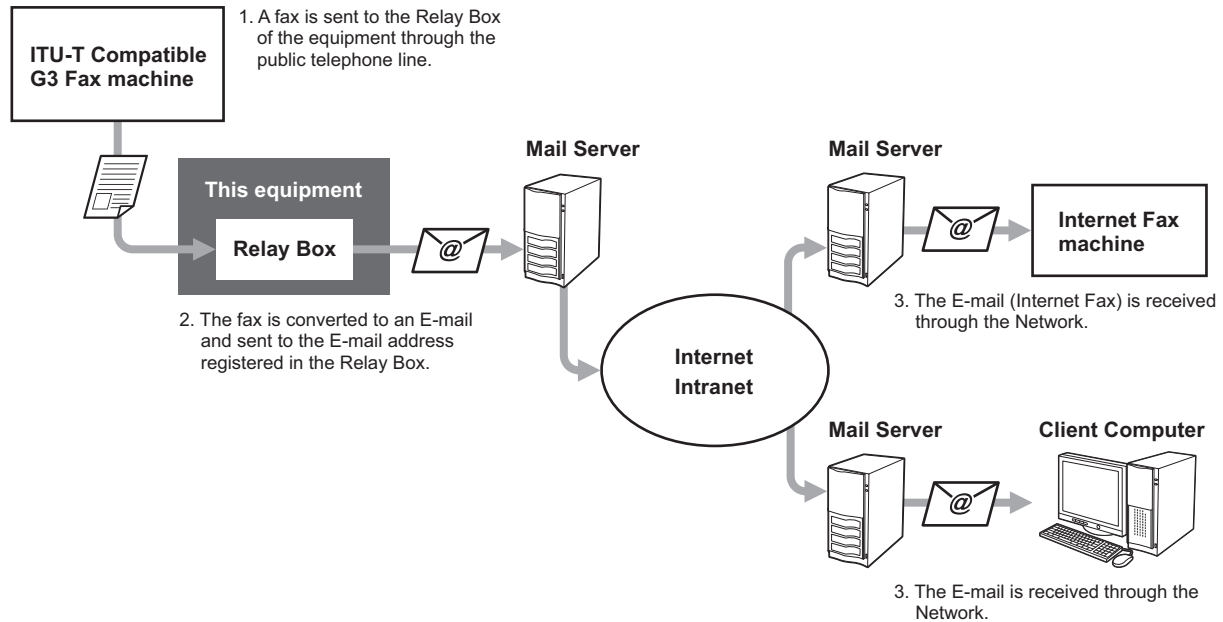 ITU-T Compatible
G3 Fax machine
1. A fax is sent to the Relay Box
of the equipment through the
public telephone line.
This equipment
Relay Box
@
Mail Server
2. The fax is converted to an E-mail
and sent to the E-mail address
registered in the Relay Box.
Internet
Intranet
Mail Server
@
Internet Fax
machine
3. The E-mail (Internet Fax) is received
through the Network.
Mail Server
@
Client Computer
3. The E-mail is received through the
Network.